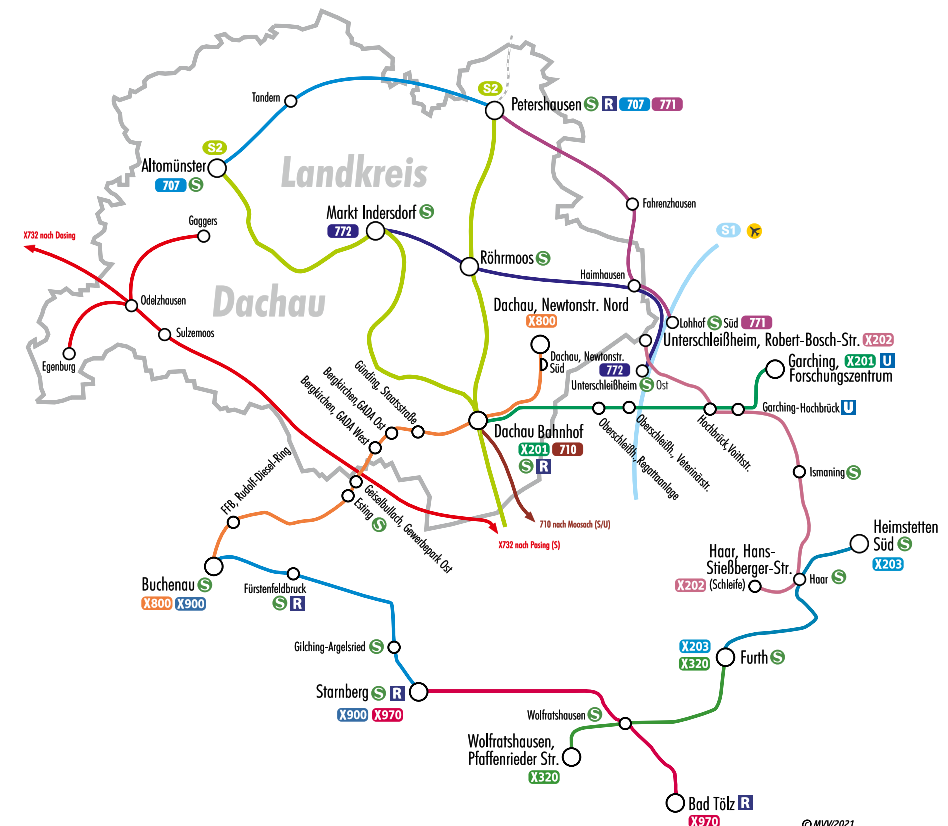 S2
Tandern
Petershausen S R 707 771
S2
Altomünster
707 S
Landkreis
Fahrenzhausen
Markt Indersdorf S
772
Gaggers
X732 nach Dasing
S1
Röhrmoos S
Haimhausen
Dachau
Odelzhausen
Dachau, Newtonstr. Nord
X800
Lohhof S Süd 771
Sulzemoos
Unterschleißheim, Robert-Bosch-Str. X202
Egenburg
Dachau, Newtonstr.
Süd
772
Unterschleißheim S Ost
Garching, X201 U
Forschungszentrum
Günding, Staatsstraße
Bergkirchen, GADA Ost
Bergkirchen, GADA West
Garching-Hochbrück U
Dachau Bahnhof
X201 710
S R
Oberschleißh., Regattaanlage
Oberschleißh., Veterinärstr.
Hochbrück, Voithstr.
Ismaning S
FFB, Rudolf-Diesel-Ring
Geiselbullach, Gewerbepark Ost
Esting S
710 nach Moosach (S/U)
X732 nach Pasing (S)
Heimstetten
Süd S
X203
Haar, Hans-
Stießberger-Str.
X202 (Schleife)
Haar S
Buchenau S
X800 X900
Fürstenfeldbruck
S R
Gilching-Argelsried S
X203
X320
Furth S
Starnberg S R
X900 X970
Wolfratshausen S
Wolfratshausen,
Pfaffenrieder Str.
X320
Bad Tölz R
X970
© MVV/2021